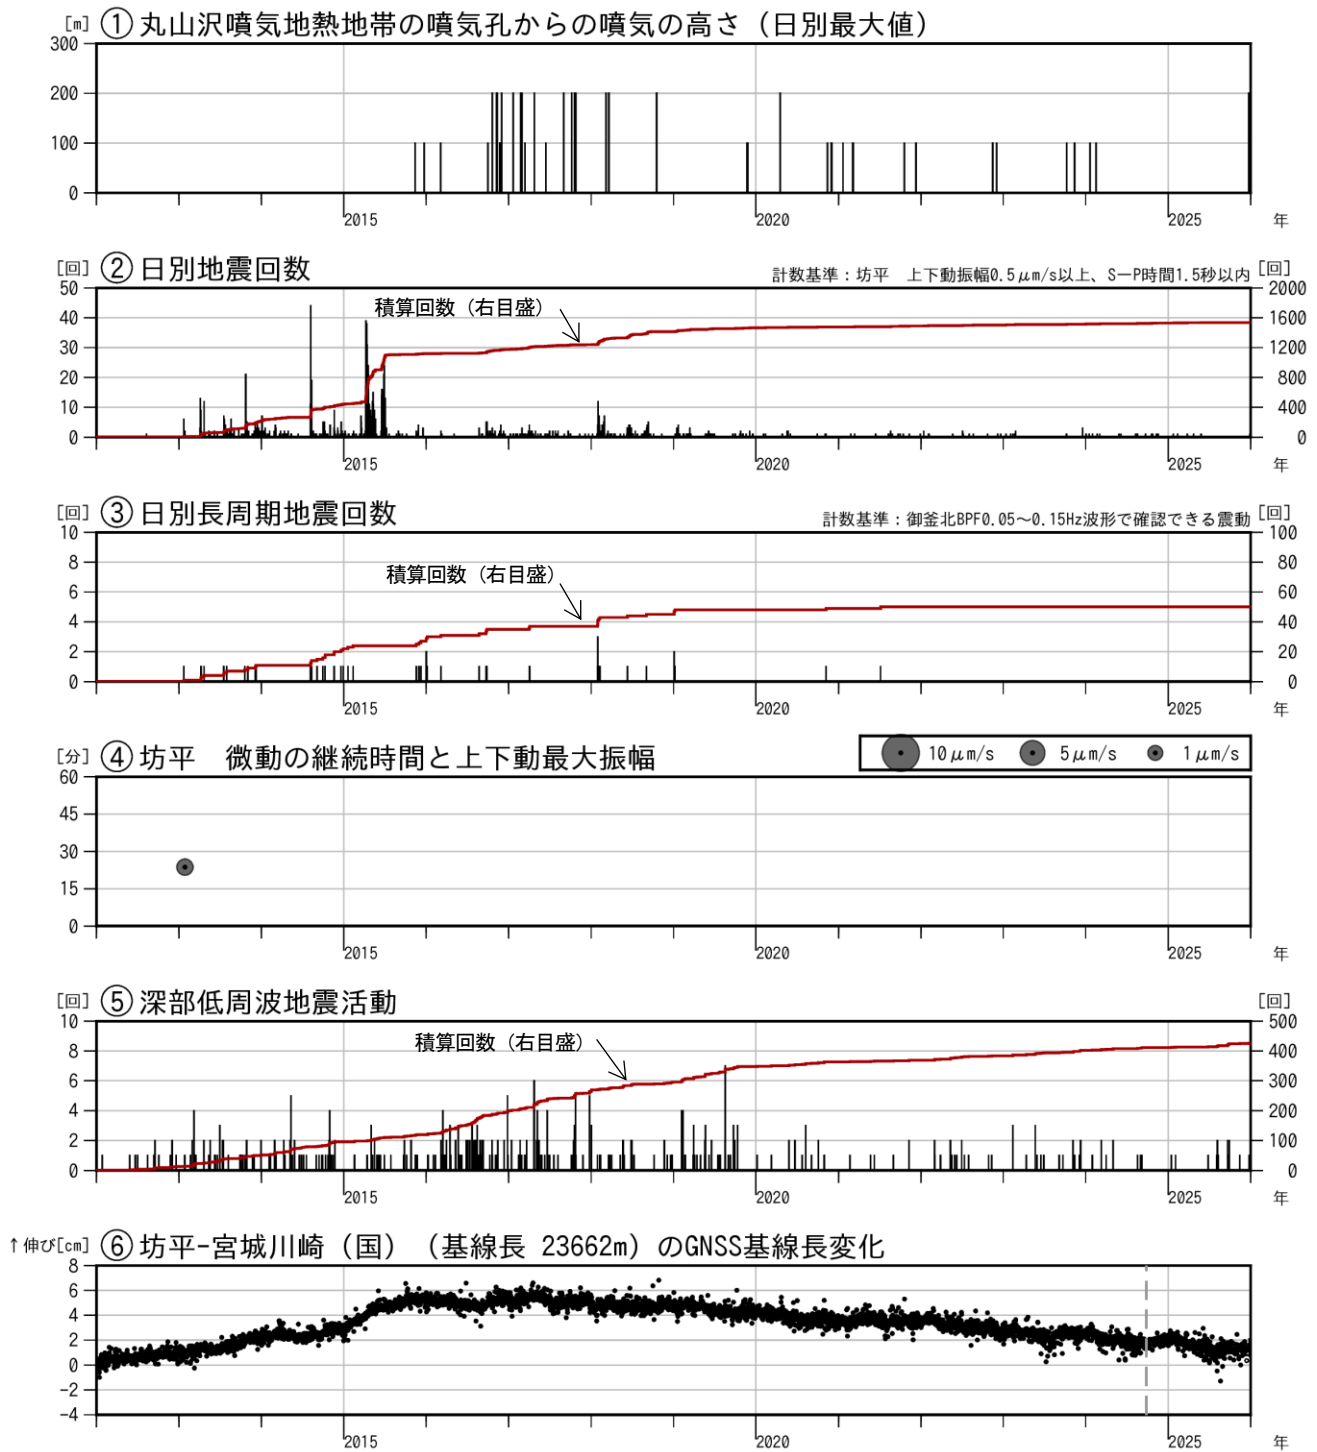 [m] ①丸山沢噴気地熱地帯の噴気孔からの噴気の高さ（日別最大値）
300
200
100
0
2015 2020 2025 年
[回] ②日別地震回数
計数基準：坊平　上下動振幅0.5μm/s以上、S－P時間1.5秒以内 [回]
積算回数（右目盛）
50 2000
40 1600
30 1200
20 800
10 400
0 0
2015 2020 2025 年
[回] ③日別長周期地震回数
計数基準：御釜北BPF0.05～0.15Hz波形で確認できる震動 [回]
積算回数（右目盛）
10 100
8 80
6 60
4 40
2 20
0 0
2015 2020 2025 年
[分] ④坊平　微動の継続時間と上下動最大振幅
10μm/s 5μm/s 1μm/s
60
45
30
15
0
2015 2020 2025 年
[回] ⑤深部低周波地震活動 [回]
積算回数（右目盛）
10 500
8 400
6 300
4 200
2 100
0 0
2015 2020 2025 年
↑伸び[cm] ⑥坊平-宮城川崎（国）（基線長 23662m）のGNSS基線長変化
8
6
4
2
0
-2
-4
2015 2020 2025 年